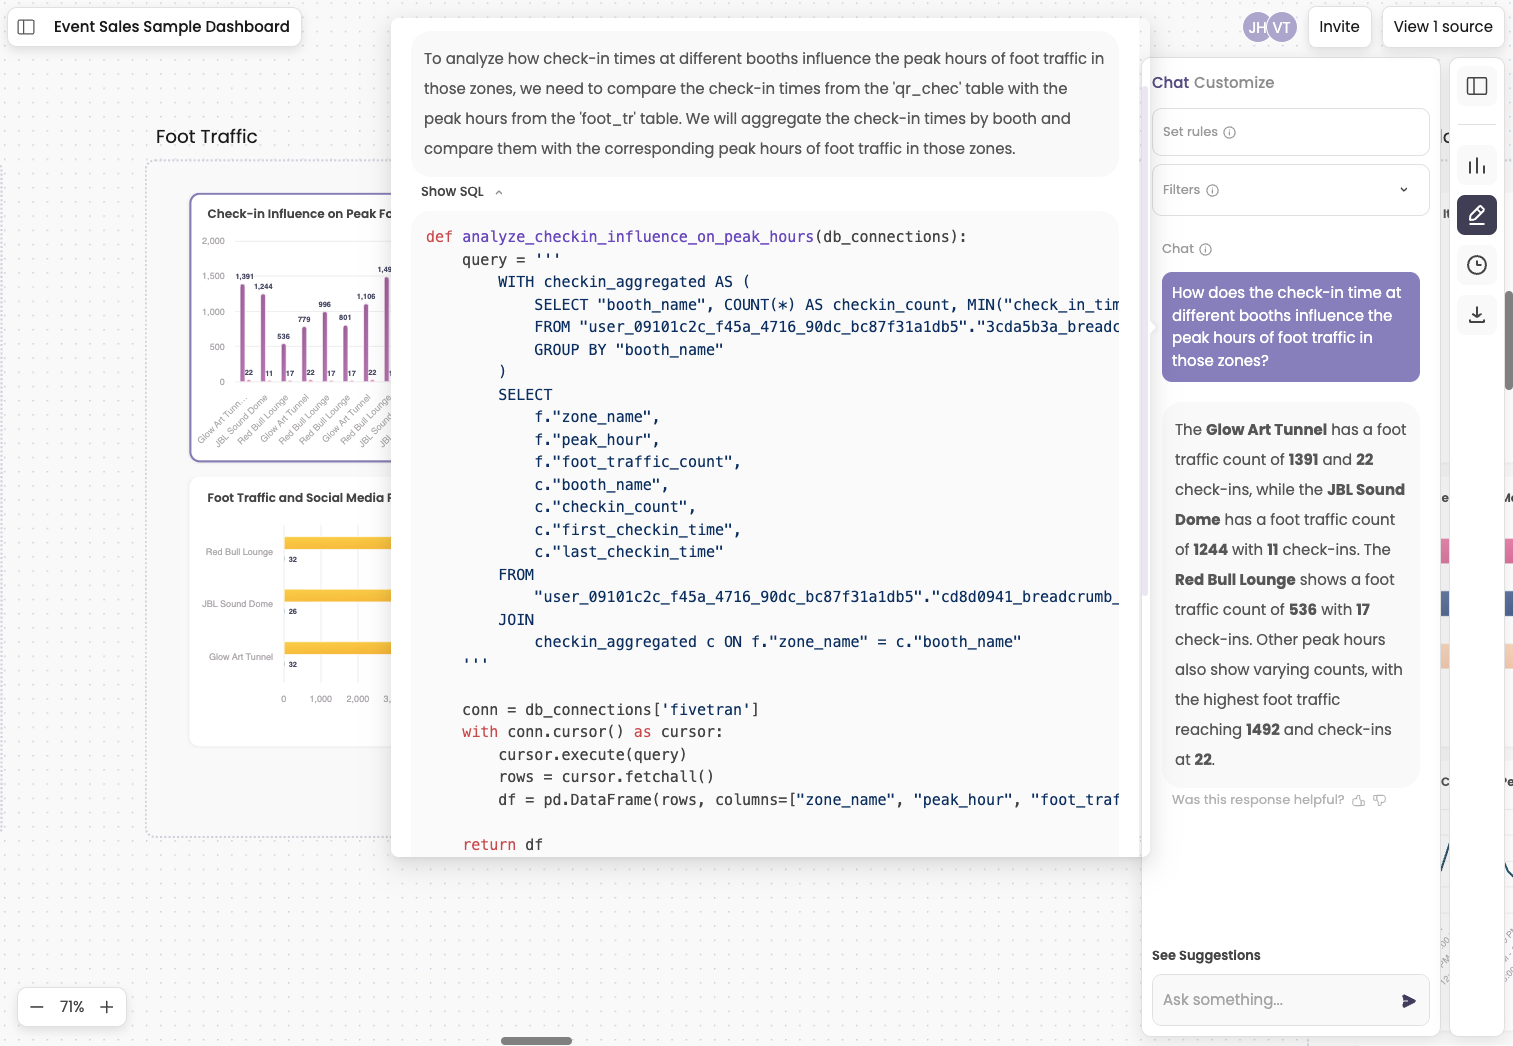 Event Sales Sample Dashboard
JH VT
Invite
View 1 source
Foot Traffic
Check-in Influence on Peak Fo
2,000
1,500
1,000
500
0
1,391
1,244
536
779
996
801
1,106
1,49
22
11
17
22
17
17
22
1
Glow Art Tunn...
JBL Sound Dome
Red Bull Lounge
Glow Art Tunnel
Red Bull Lounge
Red Bull Lounge
Glow Art Tunnel
Red Bull Lounge
JBL Soun
JBL
Foot Traffic and Social Media
Red Bull Lounge
32
JBL Sound Dome
26
Glow Art Tunnel
32
0
1,000
2,000
3,
To analyze how check-in times at different booths influence the peak hours of foot traffic in
those zones, we need to compare the check-in times from the 'qr_chec' table with the
peak hours from the 'foot_tr' table. We will aggregate the check-in times by booth and
compare them with the corresponding peak hours of foot traffic in those zones.
Show SQL
def analyze_checkin_influence_on_peak_hours(db_connections):
query = '''
WITH checkin_aggregated AS (
SELECT "booth_name", COUNT(*) AS checkin_count, MIN("check_in_tim
FROM "user_09101c2c_f45a_4716_90dc_bc87f31a1db5"."3cda5b3a_breadc
GROUP BY "booth_name"
)
SELECT
f."zone_name",
f."peak_hour",
f."foot_traffic_count",
c."booth_name",
c."checkin_count",
c."first_checkin_time",
c."last_checkin_time"
FROM
"user_09101c2c_f45a_4716_90dc_bc87f31a1db5"."cd8d0941_breadcrumb_
JOIN
checkin_aggregated c ON f."zone_name" = c."booth_name"
'''
conn = db_connections['fivetran']
with conn.cursor() as cursor:
cursor.execute(query)
rows = cursor.fetchall()
df = pd.DataFrame(rows, columns=["zone_name", "peak_hour", "foot_traf
return df
Chat Customize
Set rules
Filters
Chat
How does the check-in time at
different booths influence the
peak hours of foot traffic in
those zones?
The Glow Art Tunnel has a foot
traffic count of 1391 and 22
check-ins, while the JBL Sound
Dome has a foot traffic count
of 1244 with 11 check-ins. The
Red Bull Lounge shows a foot
traffic count of 536 with 17
check-ins. Other peak hours
also show varying counts, with
the highest foot traffic
reaching 1492 and check-ins
at 22.
Was this response helpful?
See Suggestions
Ask something...
71%